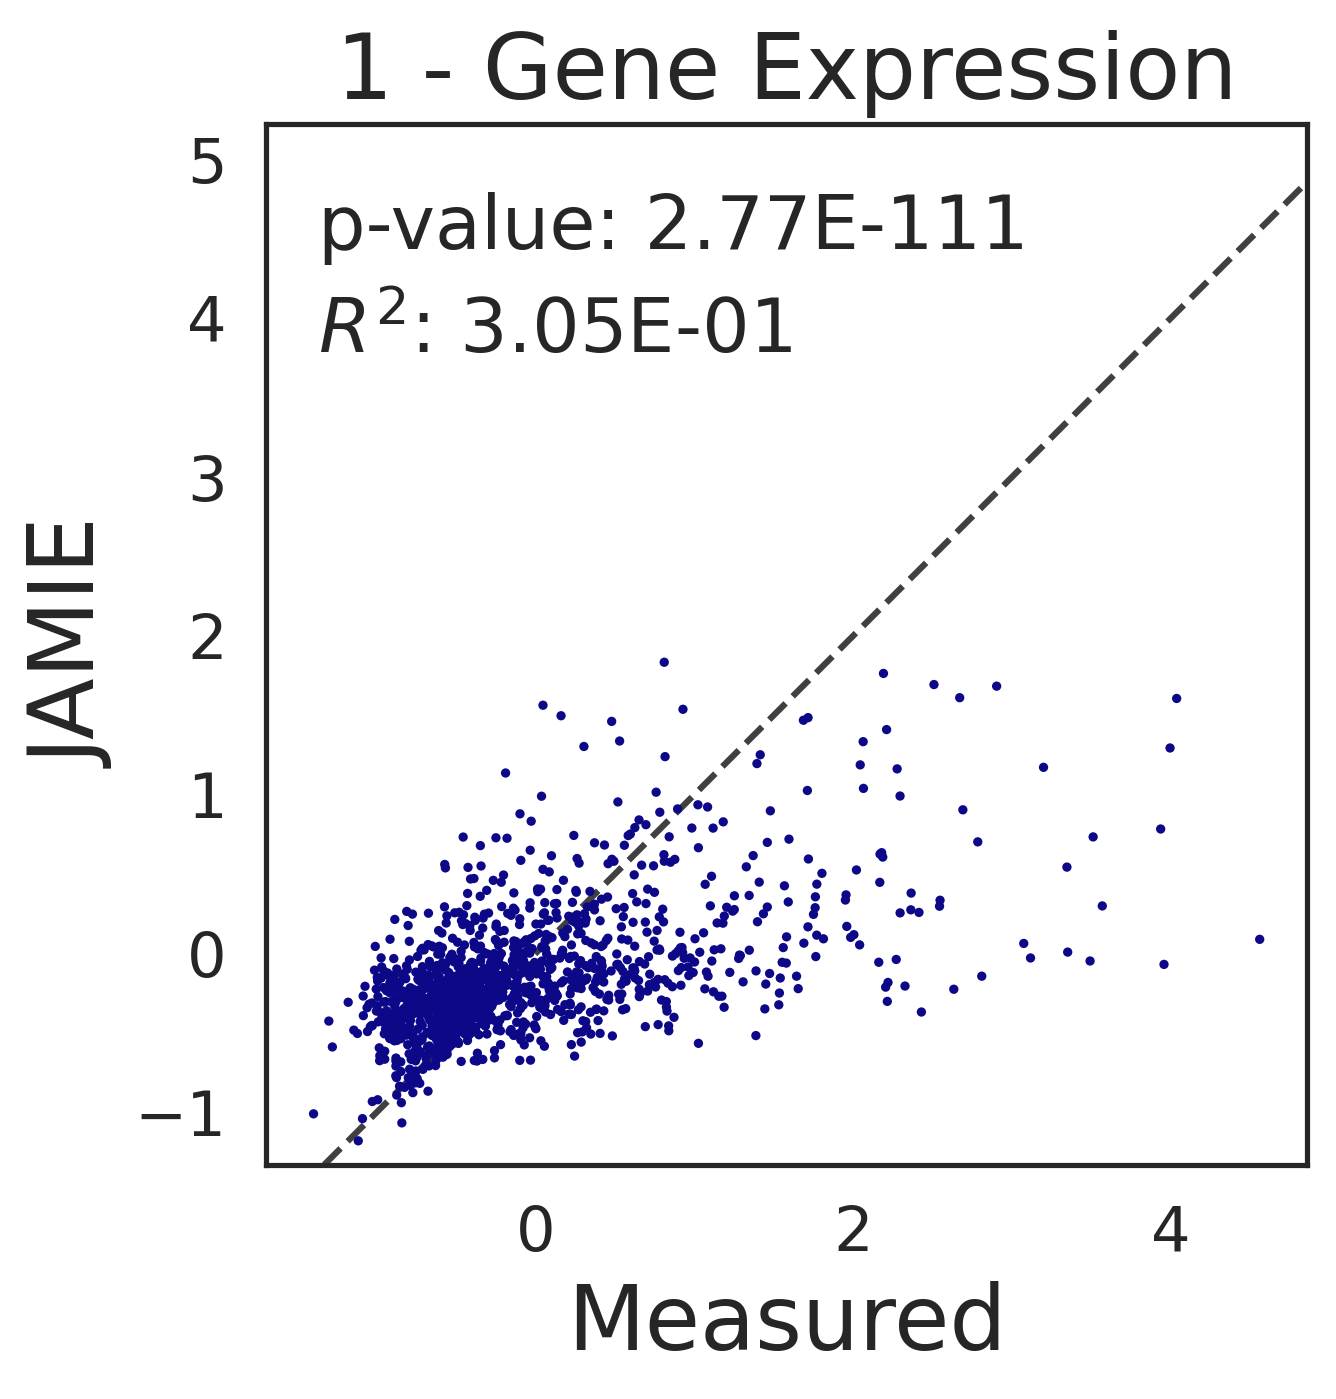 1 - Gene Expression
p-value: 2.77E-111
R²: 3.05E-01
5
4
3
2
1
0
−1
JAMIE
0 2 4
Measured